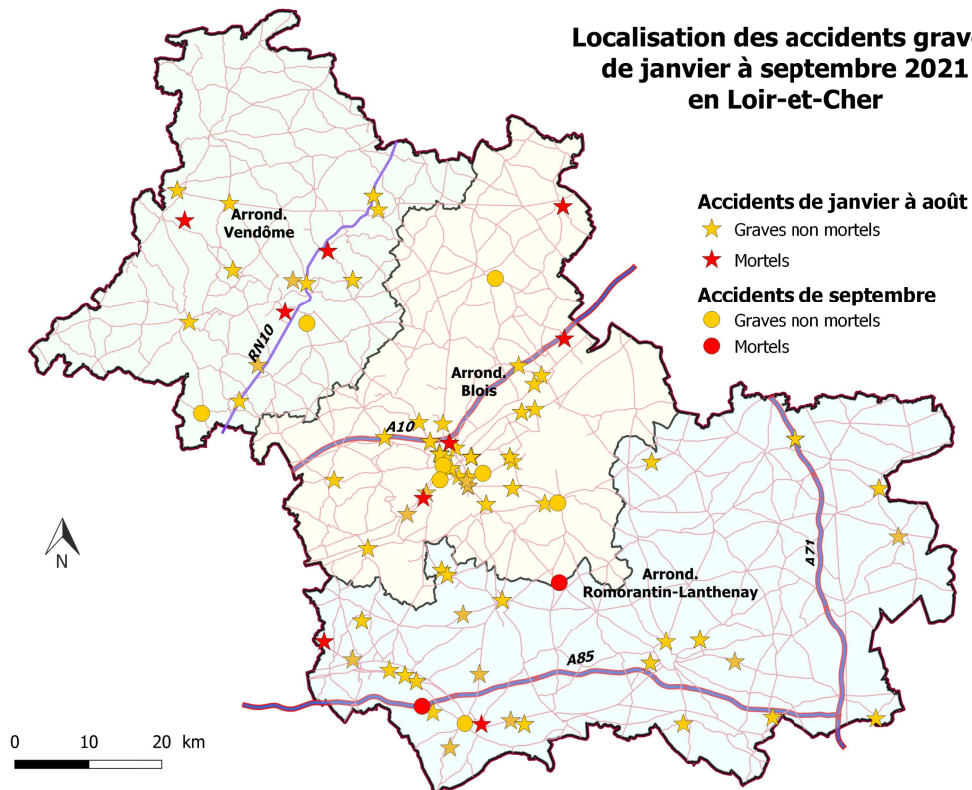 Localisation des accidents grave
de janvier à septembre 2021
en Loir-et-Cher
Accidents de janvier à août
Graves non mortels
Mortels
Accidents de septembre
Graves non mortels
Mortels
Arrond.
Vendôme
RN10
Arrond.
Blois
A10
A71
Arrond.
Romorantin-Lanthenay
A85
N
0 10 20 km